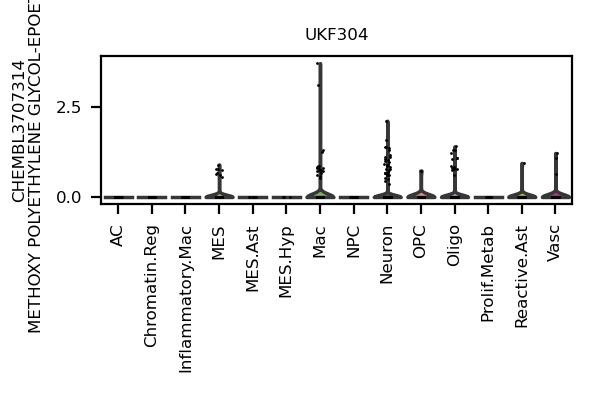 UKF304
CHEMBL3707314
METHOXY POLYETHYLENE GLYCOL-EPOET
2.5
0.0
AC
Chromatin.Reg
Inflammatory.Mac
MES
MES.Ast
MES.Hyp
Mac
NPC
Neuron
OPC
Oligo
Prolif.Metab
Reactive.Ast
Vasc